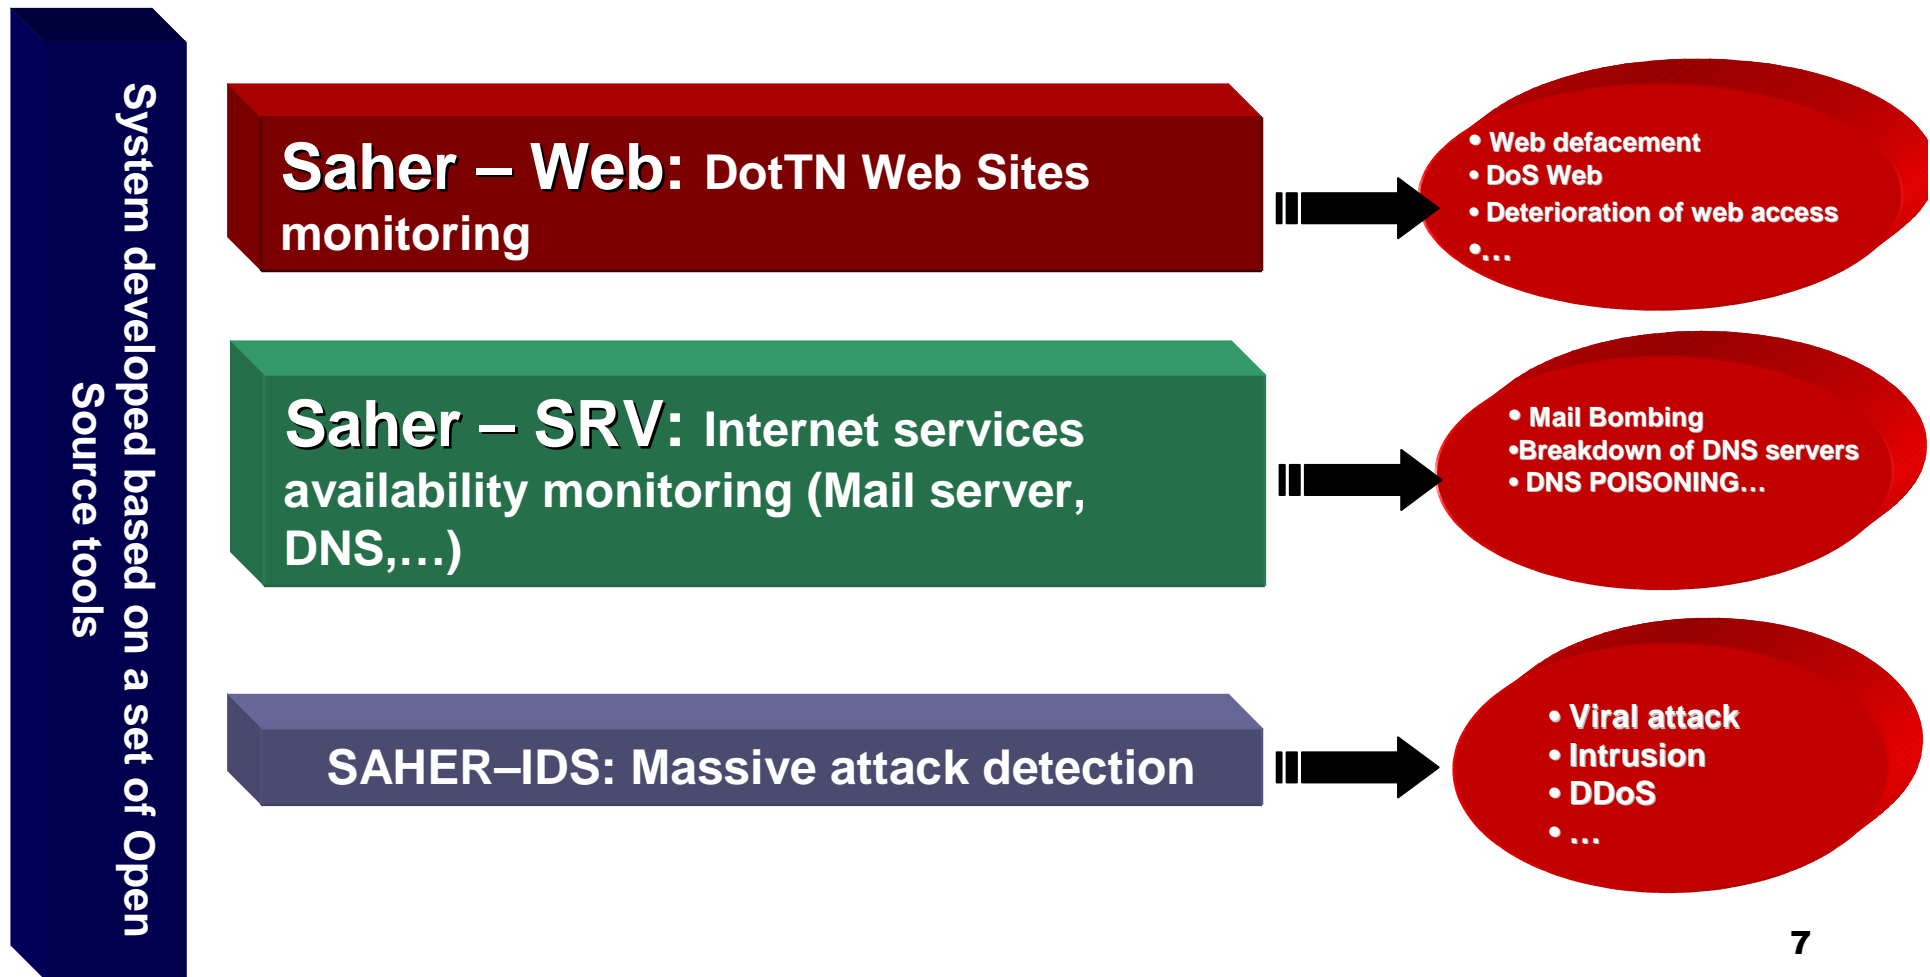 System developed based on a set of Open
Source tools
Saher – Web: DotTN Web Sites
monitoring
• Web defacement
• DoS Web
• Deterioration of web access
•...
Saher – SRV: Internet services
availability monitoring (Mail server,
DNS,…)
• Mail Bombing
•Breakdown of DNS servers
• DNS POISONING…
SAHER–IDS: Massive attack detection
• Viral attack
• Intrusion
• DDoS
• ...
7